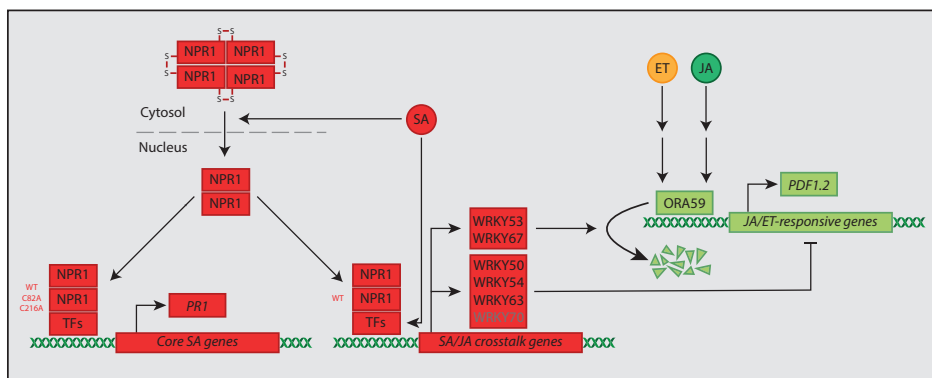 S-S
NPR1 NPR1
S S
S S
NPR1 NPR1
S-S
Cytosol
Nucleus
SA
NPR1
NPR1
NPR1
WT
C82A
C216A
NPR1
TFs
PR1
Core SA genes
NPR1
WT
NPR1
TFs
SA/JA crosstalk genes
WRKY53
WRKY67
WRKY50
WRKY54
WRKY63
WRKY70
ET
JA
ORA59
PDF1.2
JA/ET-responsive genes